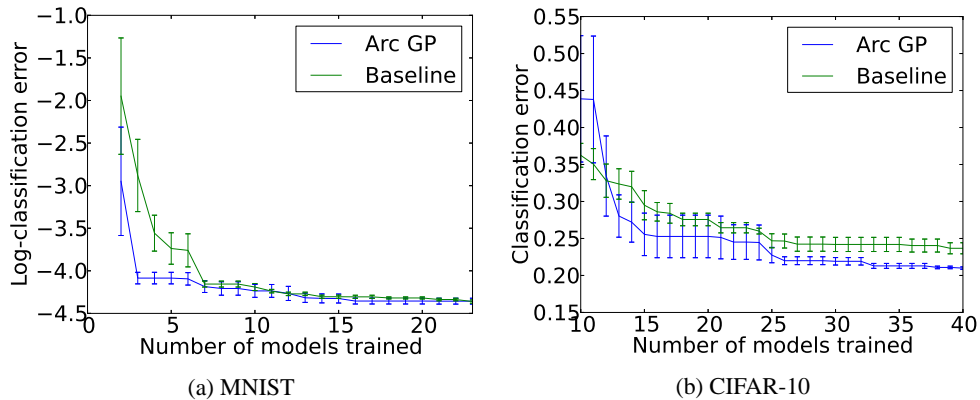 −1.0
−1.5
−2.0
−2.5
−3.0
−3.5
−4.0
−4.5
Log-classification error
Arc GP
Baseline
0 5 10 15 20
Number of models trained
(a) MNIST
0.55
0.50
0.45
0.40
0.35
0.30
0.25
0.20
0.15
Classification error
Arc GP
Baseline
10 15 20 25 30 35 40
Number of models trained
(b) CIFAR-10